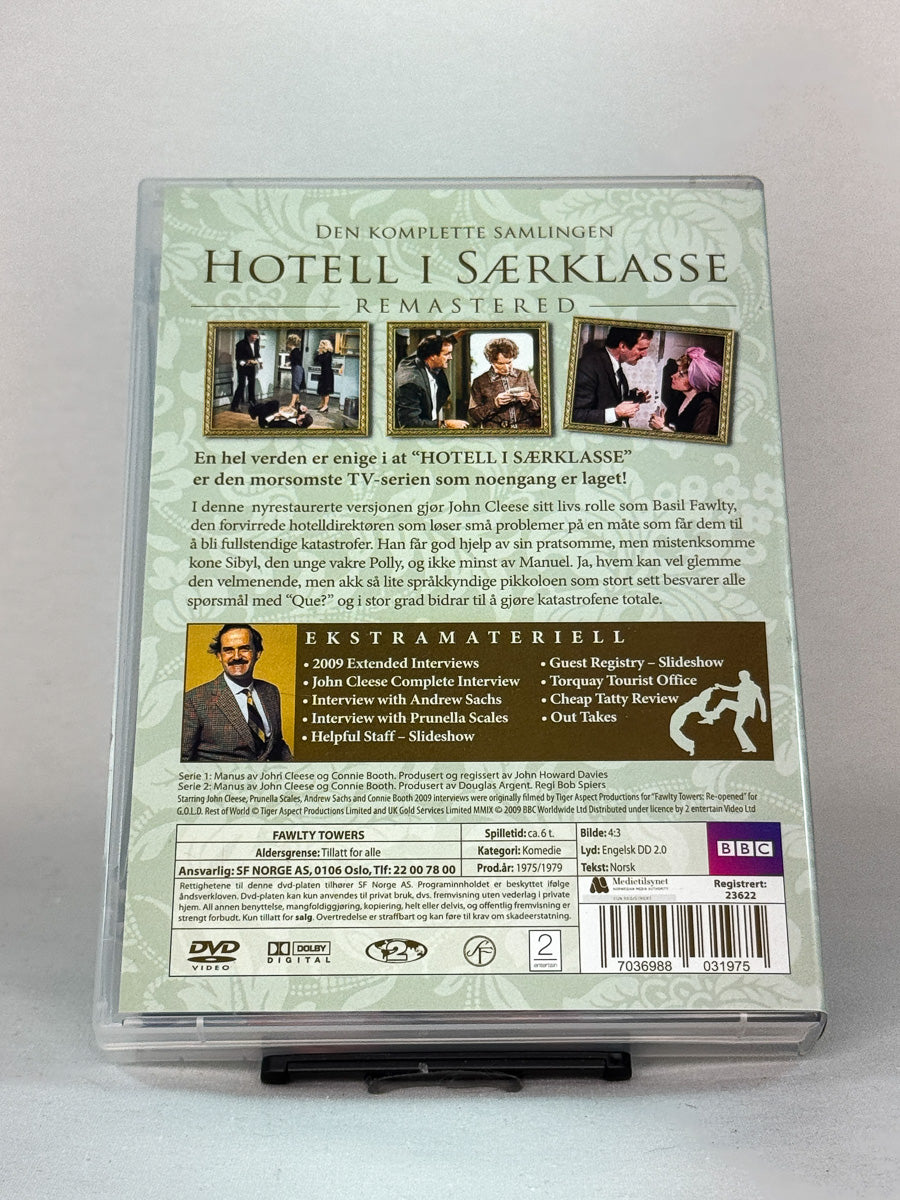 DEN KOMPLETTE SAMLINGEN
HOTELL I SÆRKLASSE
REMASTERED
En hel verden er enige i at “HOTELL I SÆRKLASSE”
er den morsomste TV-serien som noengang er laget!
I denne nyrestaurerte versjonen gjør John Cleese sitt livs rolle som Basil Fawlty,
den forvirrede hotelldirektøren som løser små problemer på en måte som får dem til
å bli fullstendige katastrofer. Han får god hjelp av sin pratsomme, men mistenksomme
kone Sibyl, den unge vakre Polly, og ikke minst av Manuel. Ja, hvem kan vel glemme
den velmenende, men akk så lite språkkyndige pikkoloen som stort sett besvarer alle
spørsmål med “Que?” og i stor grad bidrar til å gjøre katastrofene totale.
EKSTRAMATERIELL
• 2009 Extended Interviews
• John Cleese Complete Interview
• Interview with Andrew Sachs
• Interview with Prunella Scales
• Helpful Staff – Slideshow
• Guest Registry – Slideshow
• Torquay Tourist Office
• Cheap Tatty Review
• Out Takes
Serie 1: Manus av John Cleese og Connie Booth. Produsert og regissert av John Howard Davies
Serie 2: Manus av John Cleese og Connie Booth. Produsert av Douglas Argent. Regi Bob Spiers
Starring John Cleese, Prunella Scales, Andrew Sachs and Connie Booth 2009 Interviews were originally filmed by Tiger Aspect Productions for “Fawlty Towers: Re-opened” for
G.O.L.D. Rest of World © Tiger Aspect Productions Limited and UK Gold Services Limited MMIX © 2009 BBC Worldwide Ltd Distributed under licence by 2 entertain Video Ltd
FAWLTY TOWERS
Aldersgrense: Tillatt for alle
Ansvarlig: SF NORGE AS, 0106 Oslo, Tlf: 22 00 78 00
Spilletid: ca. 6 t.
Kategori: Komedie
Prod.år: 1975/1979
Bilde: 4:3
Lyd: Engelsk DD 2.0
Tekst: Norsk
BBC
Rettighetene til denne dvd-platen tilhører SF Norge AS. Programinnholdet er beskyttet ifølge
åndsverkloven. Dvd-platen kan kun anvendes til privat bruk, dvs. fremvisning uten vederlag i private
hjem. All annen benyttelse, mangfoldiggjøring, kopiering, helt eller delvis, og offentlig fremvisning er
strengt forbudt. Kun tillatt for salg. Overtredelse er straffbart og kan føre til krav om skadeerstatning.
Medietilsynet
NORWEGIAN MEDIA AUTHORITY
Registrert:
23622
DVD
VIDEO
DOLBY
DIGITAL
2
SF
2
entertain
7036988 031975